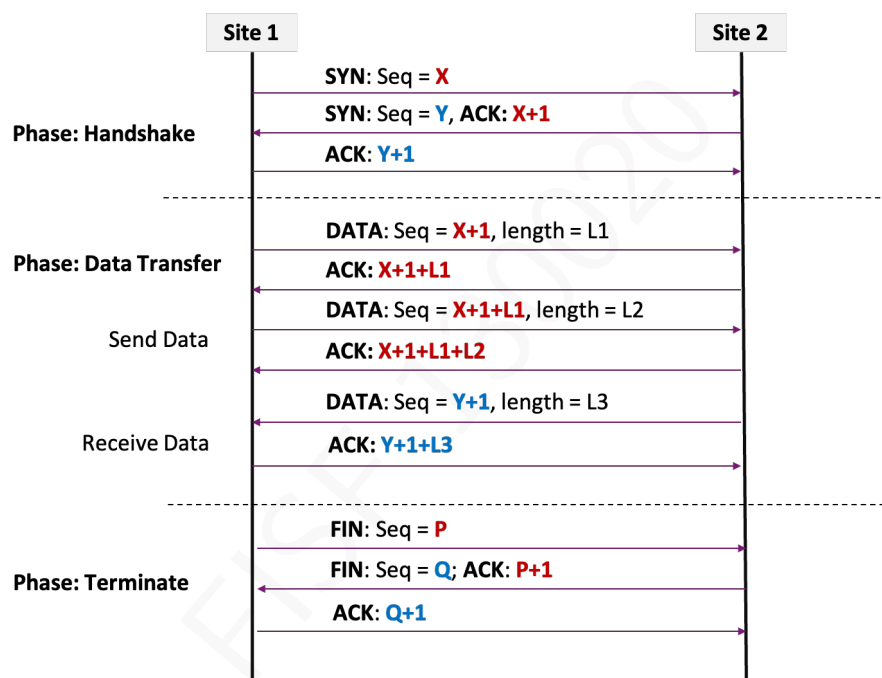 Site 1
Site 2
SYN: Seq = X
SYN: Seq = Y, ACK: X+1
Phase: Handshake
ACK: Y+1
DATA: Seq = X+1, length = L1
Phase: Data Transfer
ACK: X+1+L1
DATA: Seq = X+1+L1, length = L2
Send Data
ACK: X+1+L1+L2
DATA: Seq = Y+1, length = L3
Receive Data
ACK: Y+1+L3
FIN: Seq = P
FIN: Seq = Q; ACK: P+1
Phase: Terminate
ACK: Q+1